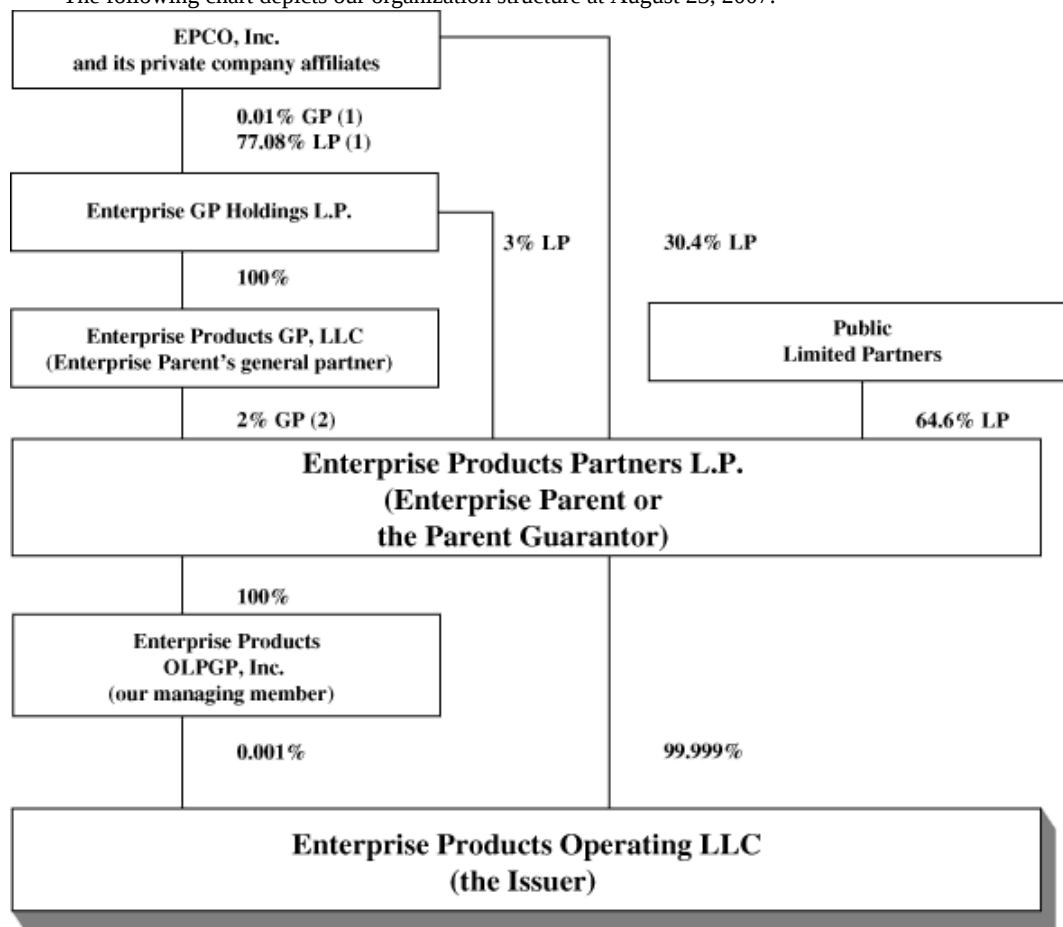 The following chart depicts our organization structure at August 23, 2007:
EPCO, Inc.
and its private company affiliates
0.01% GP (1)
77.08% LP (1)
Enterprise GP Holdings L.P.
3% LP
30.4% LP
100%
Enterprise Products GP, LLC
(Enterprise Parent's general partner)
Public
Limited Partners
2% GP (2)
64.6% LP
Enterprise Products Partners L.P.
(Enterprise Parent or
the Parent Guarantor)
100%
Enterprise Products
OLPGP, Inc.
(our managing member)
0.001%
99.999%
Enterprise Products Operating LLC
(the Issuer)